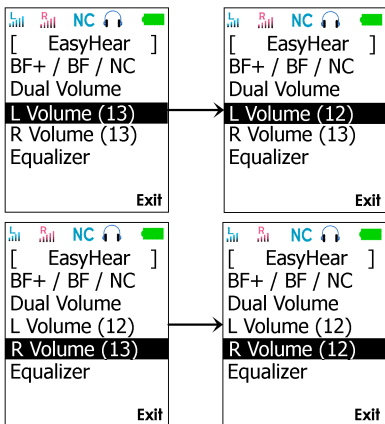 L R NC
[ EasyHear ]
BF+ / BF / NC
Dual Volume
L Volume (13)
R Volume (13)
Equalizer
Exit
L R NC
[ EasyHear ]
BF+ / BF / NC
Dual Volume
L Volume (12)
R Volume (13)
Equalizer
Exit
L R NC
[ EasyHear ]
BF+ / BF / NC
Dual Volume
L Volume (12)
R Volume (13)
Equalizer
Exit
L R NC
[ EasyHear ]
BF+ / BF / NC
Dual Volume
L Volume (12)
R Volume (12)
Equalizer
Exit